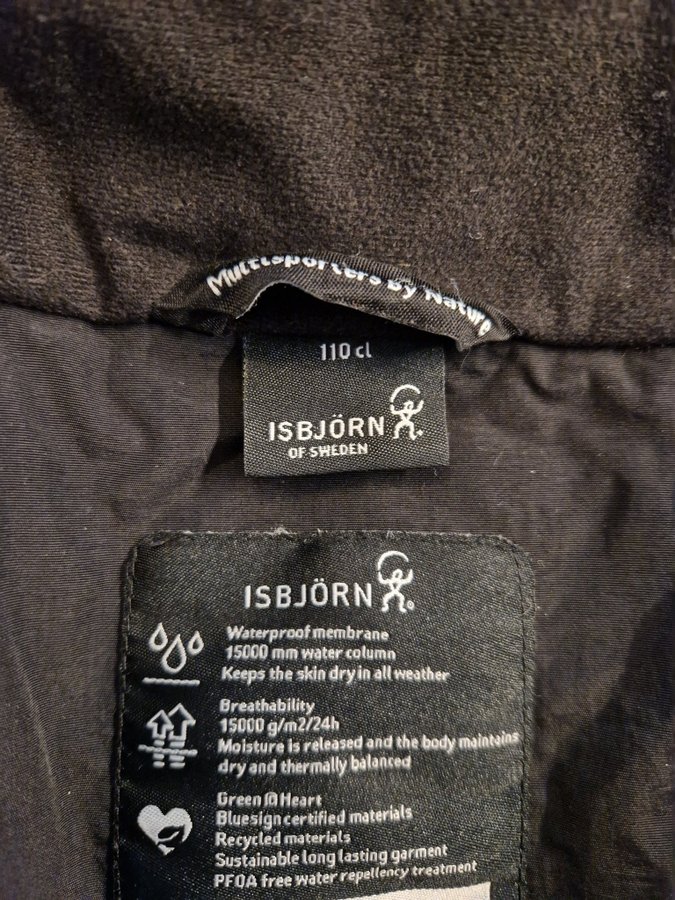 Multisporters By Nature
110 cl
ISBJÖRN
OF SWEDEN
ISBJÖRN
Waterproof membrane
15000 mm water column
Keeps the skin dry in all weather
Breathability
15000 g/m2/24h
Moisture is released and the body maintains
dry and thermally balanced
Green @ Heart
Bluesign certified materials
Recycled materials
Sustainable long lasting garment
PFOA free water repellency treatment